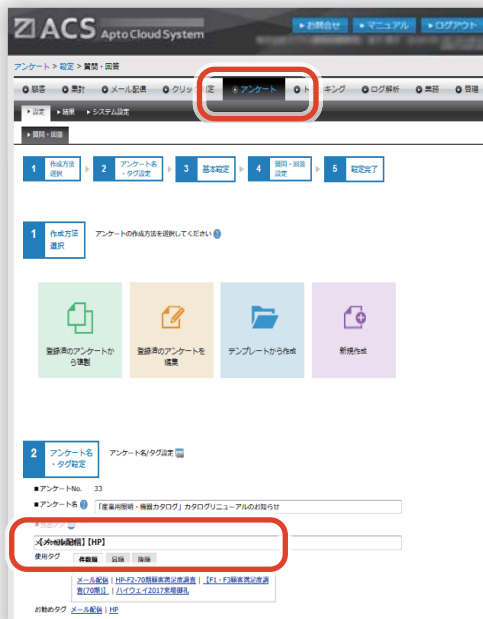 ACS Apto Cloud System
お問合せ マニュアル ログアウト
アンケート > 設定 > 質問・回答
顧客 集計 メール配信 アンケート キング ログ解析 業務 管理
設定 結果 システム設定
質問・回答
1 作成方法選択 2 アンケート名・タグ設定 3 基本設定 4 質問・回答設定 5 設定完了
1 作成方法選択 アンケートの作成方法を選択してください
登録済のアンケートか
ら複製
登録済のアンケートを
編集
テンプレートから作成
新規作成
2 アンケート名
・タグ設定
アンケート名/タグ設定
■アンケートNo. 33
■アンケート名 「産業用照明・機器カタログ」カタログリニューアルのお知らせ
【メール配信】【HP】
使用タグ 件数順 昇順 降順
メール配信 | HP-F2-70期顧客満足度調査 | 【F1・F3顧客満足度調
査(70期)】 | ハイウェイ2017来場御礼
お勧めタグ メール配信 | HP